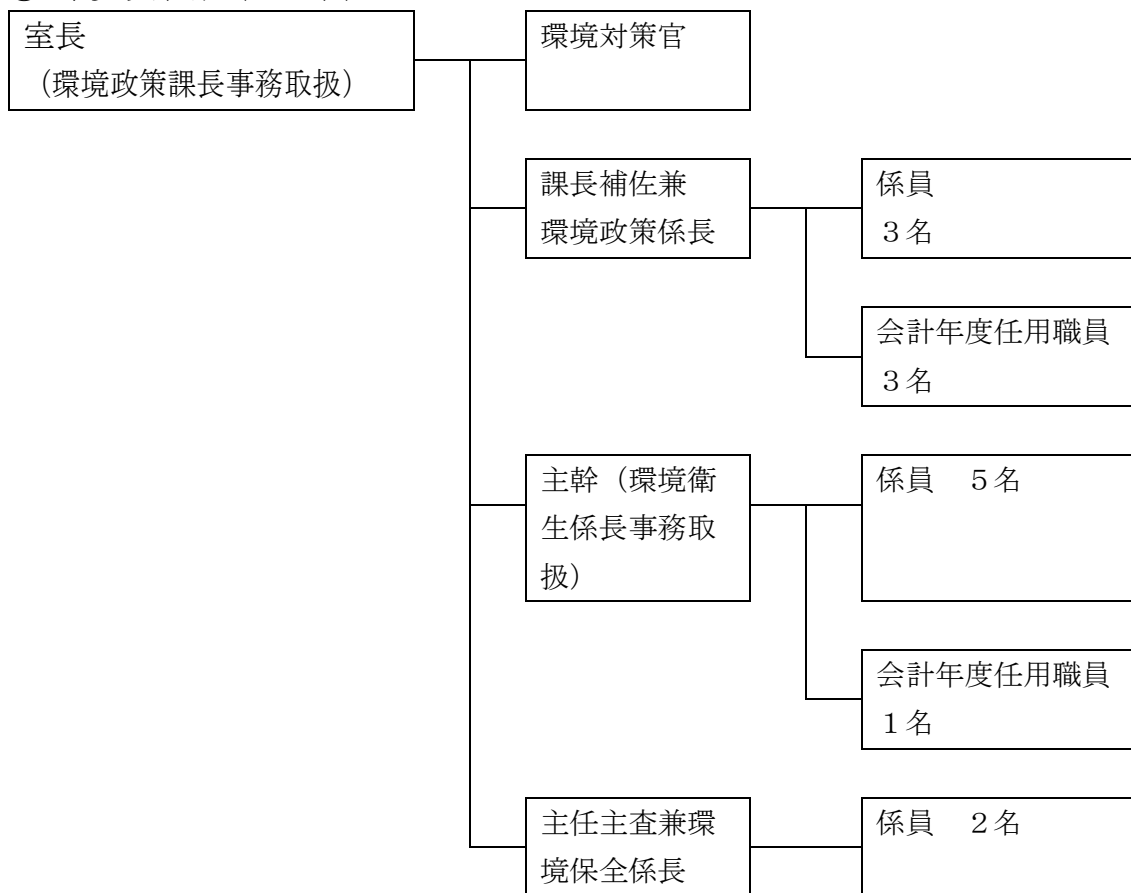 室長
（環境政策課長事務取扱）
環境対策官
課長補佐兼
環境政策係長
係員
３名
会計年度任用職員
３名
主幹（環境衛
生係長事務取
扱）
係員　５名
会計年度任用職員
１名
主任主査兼環
境保全係長
係員　２名